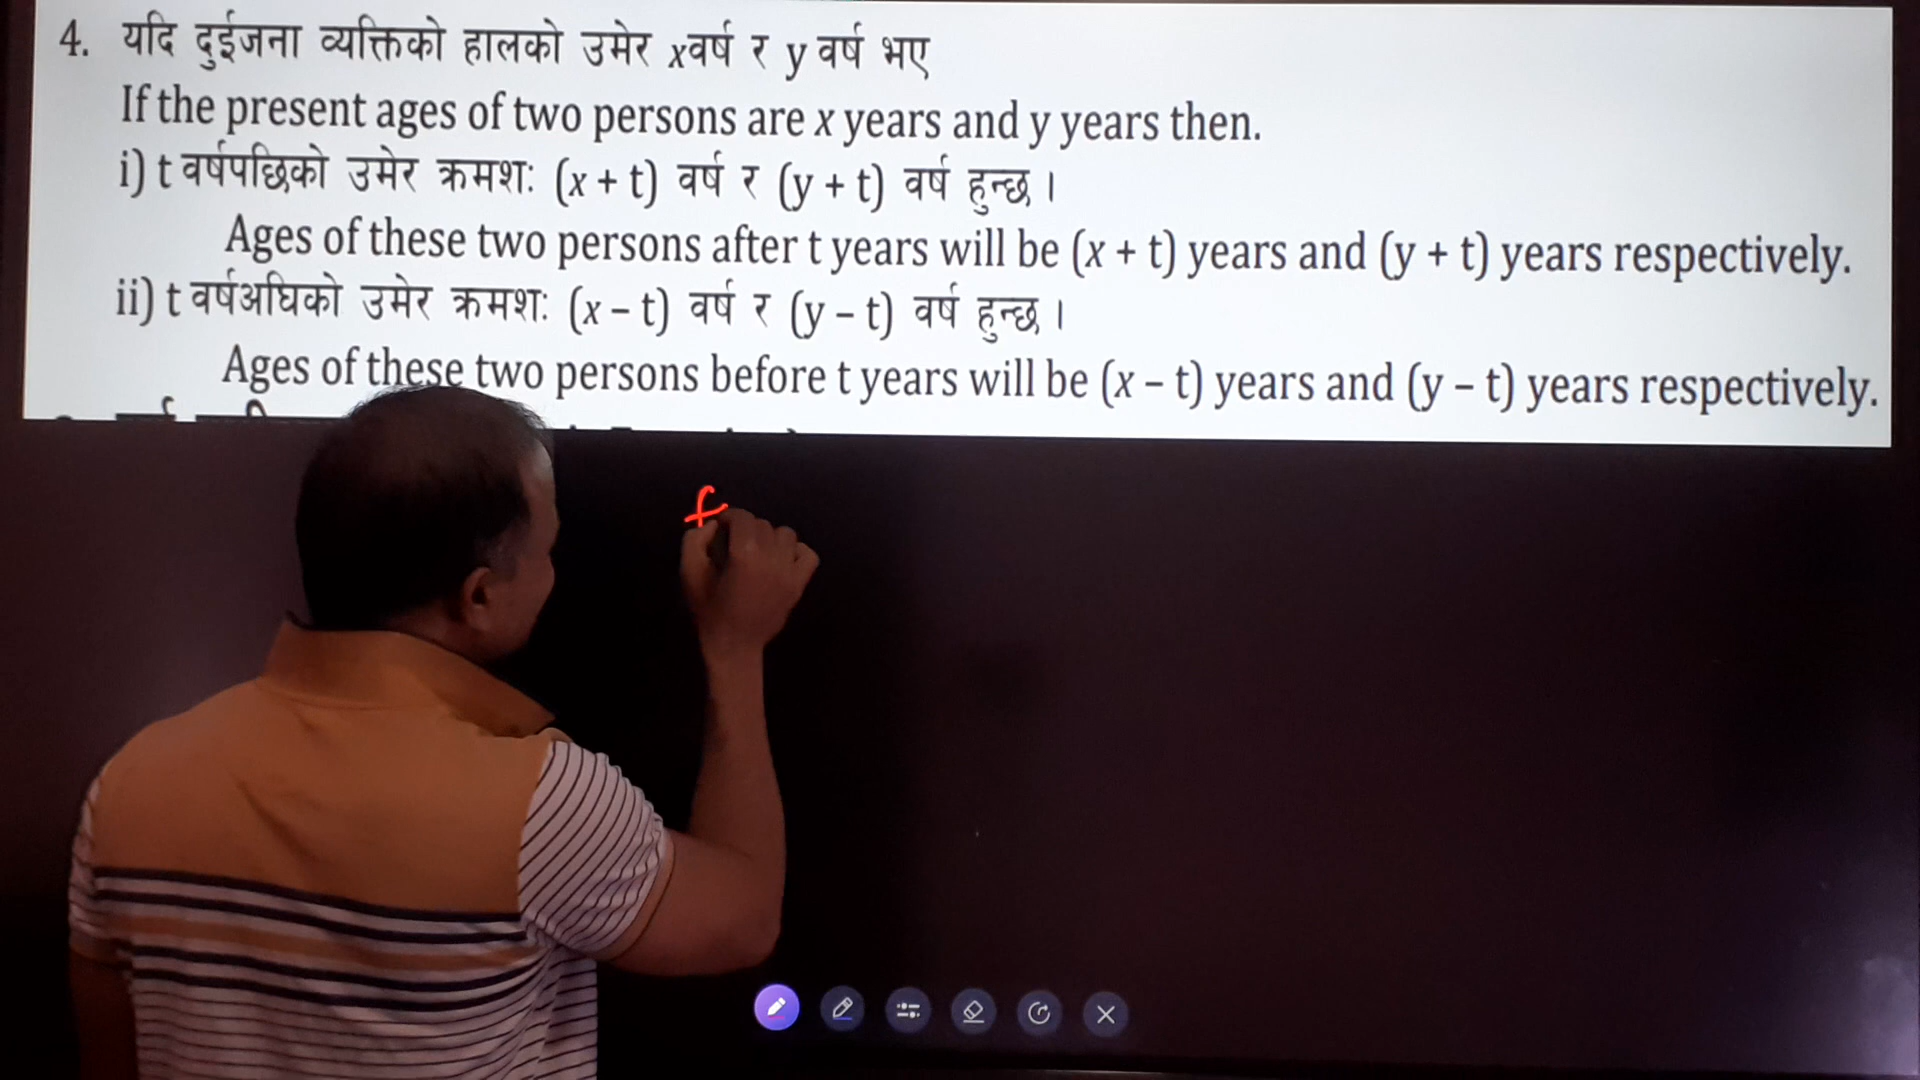 4. यदि दुईजना व्यक्तिको हालको उमेर xवर्ष र y वर्ष भए
If the present ages of two persons are x years and y years then.
i) t वर्षपछिको उमेर क्रमशः (x + t) वर्ष र (y + t) वर्ष हुन्छ ।
Ages of these two persons after t years will be (x + t) years and (y + t) years respectively.
ii) t वर्षअघिको उमेर क्रमशः (x – t) वर्ष र (y – t) वर्ष हुन्छ ।
Ages of these two persons before t years will be (x – t) years and (y – t) years respectively.